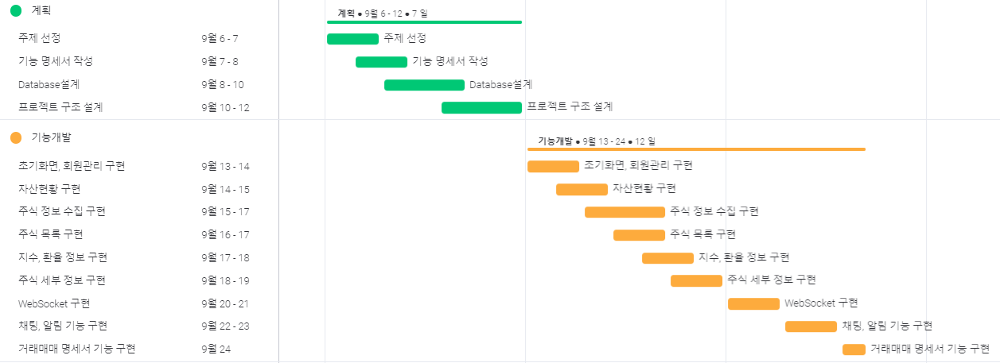 계획
계획 ● 9월 6 - 12 ● 7 일
주제 선정 9월 6 - 7 주제 선정
기능 명세서 작성 9월 7 - 8 기능 명세서 작성
Database설계 9월 8 - 10 Database설계
프로젝트 구조 설계 9월 10 - 12 프로젝트 구조 설계
기능개발
기능개발 ● 9월 13 - 24 ● 12 일
초기화면, 회원관리 구현 9월 13 - 14 초기화면, 회원관리 구현
자산현황 구현 9월 14 - 15 자산현황 구현
주식 정보 수집 구현 9월 15 - 17 주식 정보 수집 구현
주식 목록 구현 9월 16 - 17 주식 목록 구현
지수, 환율 정보 구현 9월 17 - 18 지수, 환율 정보 구현
주식 세부 정보 구현 9월 18 - 19 주식 세부 정보 구현
WebSocket 구현 9월 20 - 21 WebSocket 구현
채팅, 알림 기능 구현 9월 22 - 23 채팅, 알림 기능 구현
거래매매 명세서 기능 구현 9월 24 거래매매 명세서 기능 구현